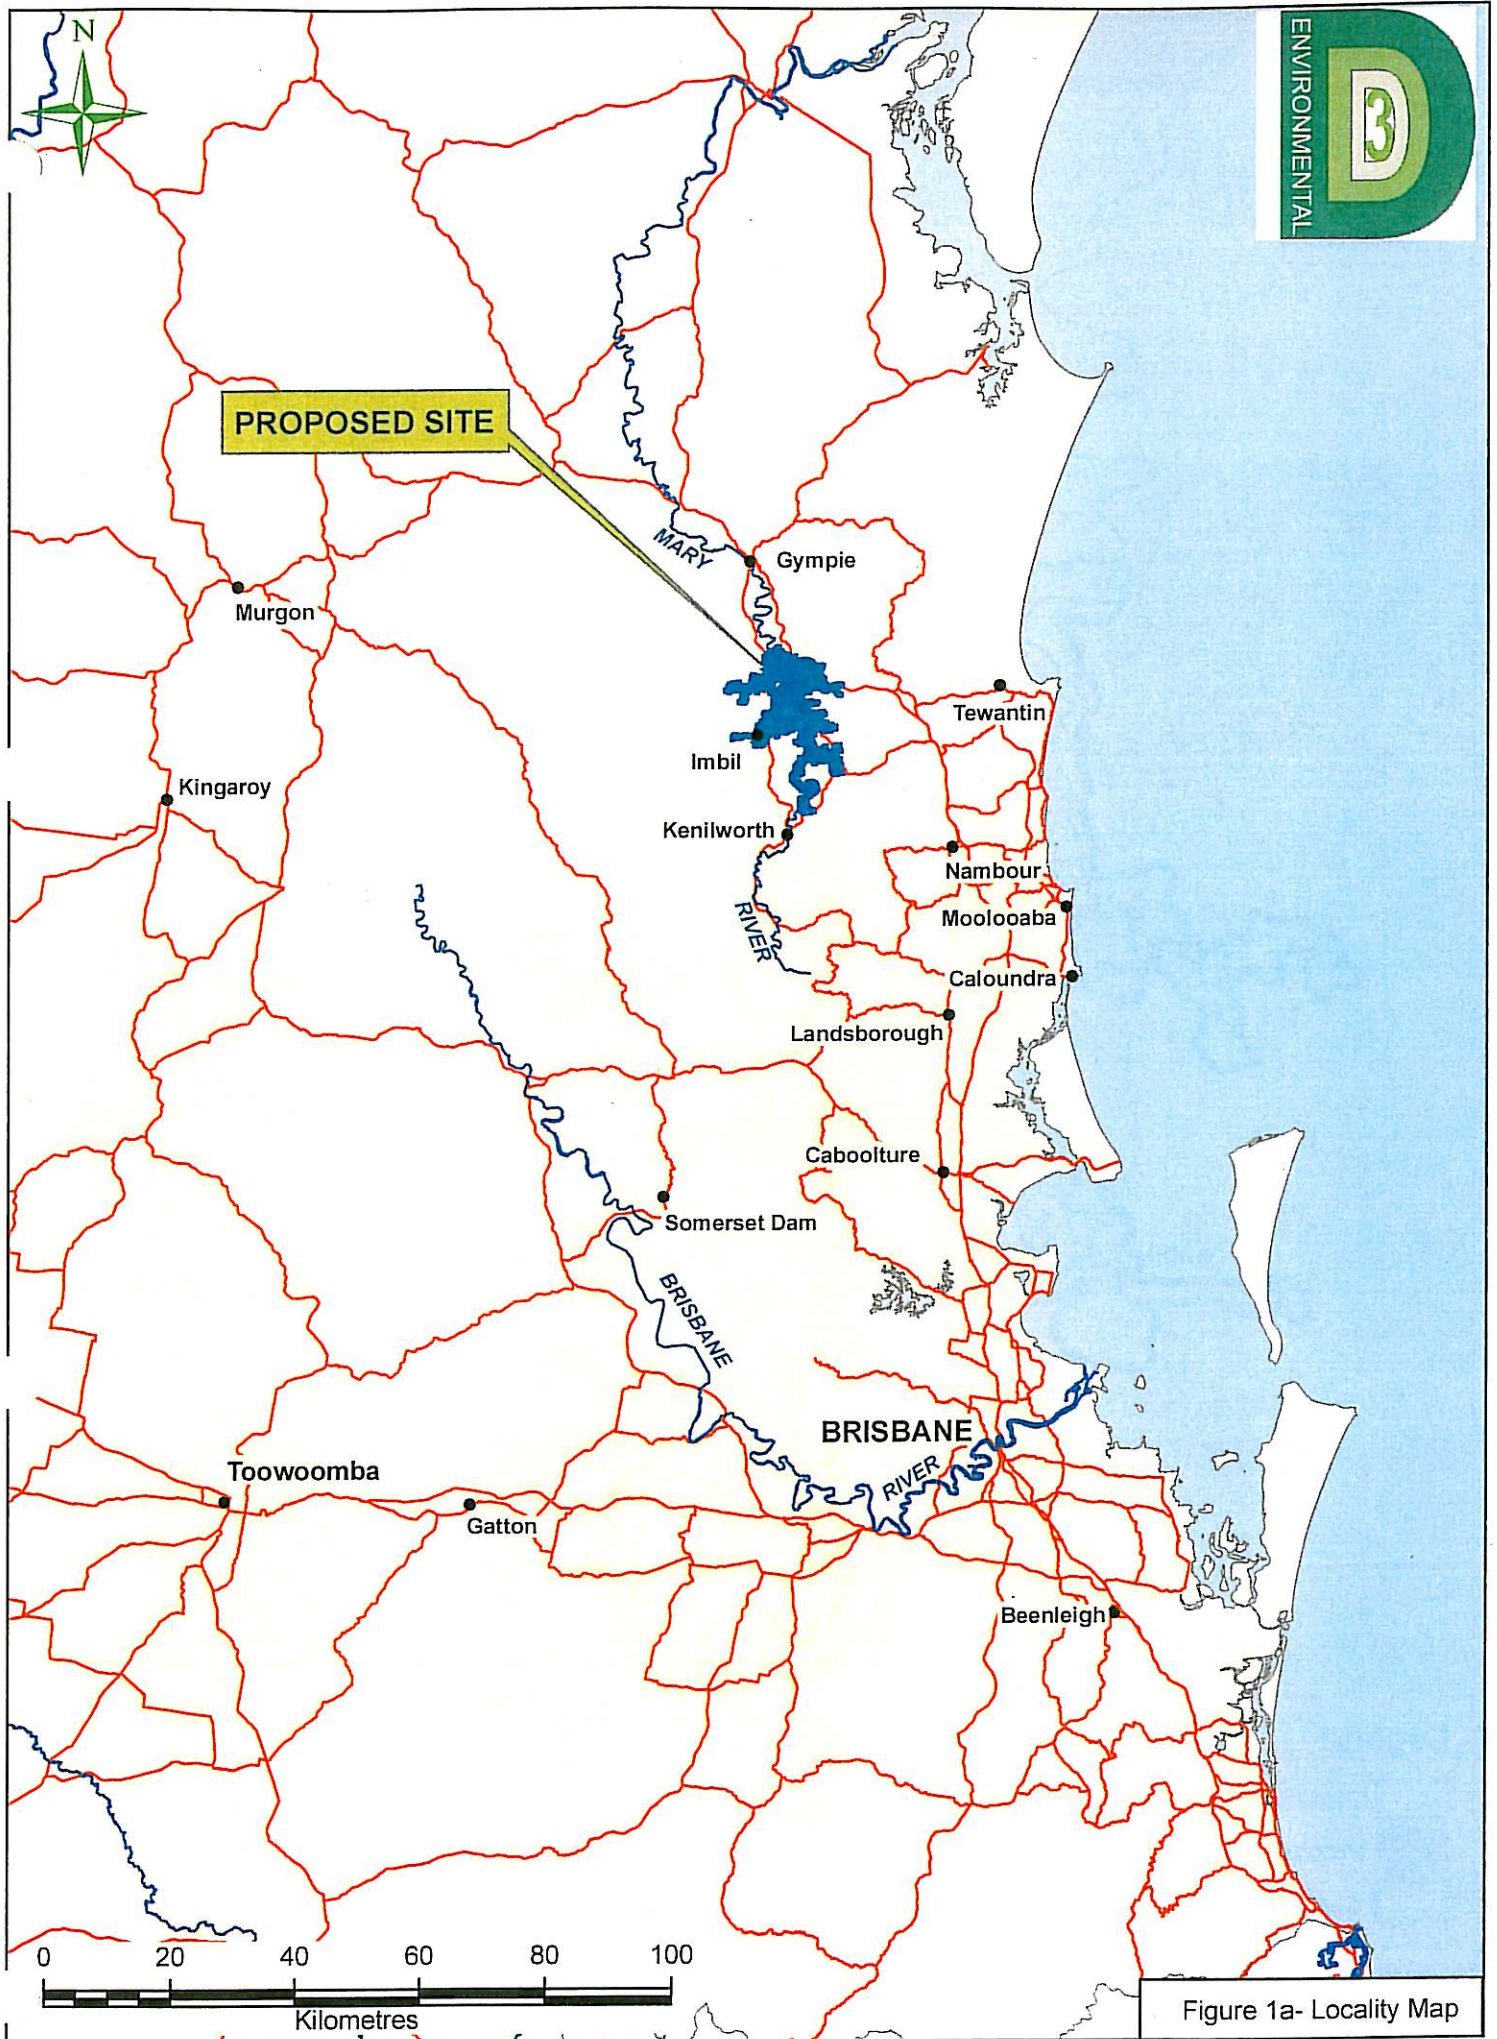 N
ENVIRONMENTAL
D
3
PROPOSED SITE
MARY
Gympie
Murgon
Tewantin
Imbil
Kingaroy
Kenilworth
Nambour
RIVER
Moolooaba
Caloundra
Landsborough
Caboolture
Somerset Dam
BRISBANE
BRISBANE
RIVER
Toowoomba
Gatton
Beenleigh
0 20 40 60 80 100
Kilometres
Figure 1a- Locality Map